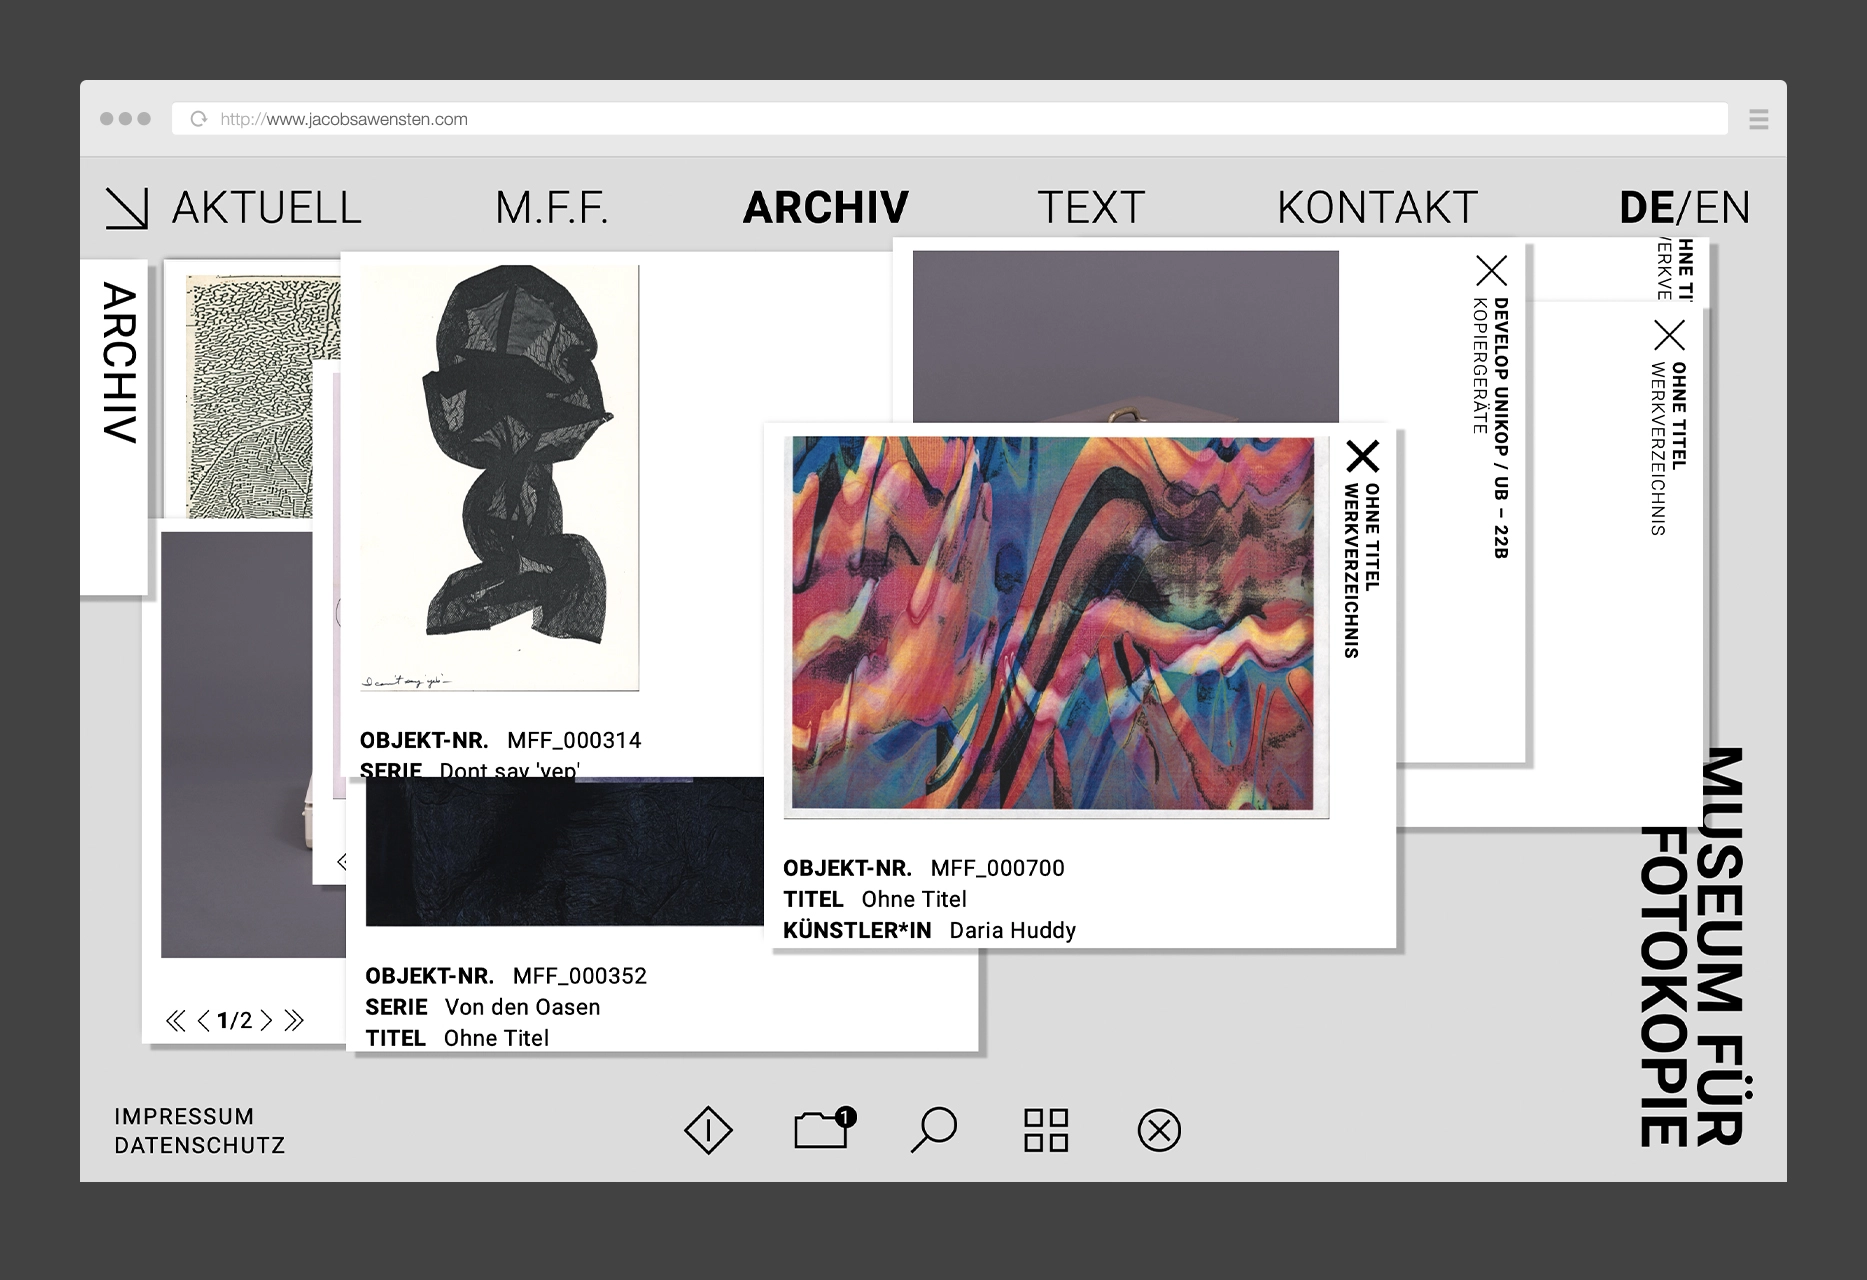 http://www.jacobsawensten.com
AKTUELL
M.F.F.
ARCHIV
TEXT
KONTAKT
DE/EN
ARCHIV
OBJEKT-NR. MFF_000314
SERIE Dont say 'yep'
DEVELOP UNIKOP / UB – 22B
KOPIERGERÄTE
HNE TI
ERKVE
OHNE TITEL
WERKVERZEICHNIS
OHNE TITEL
WERKVERZEICHNIS
OBJEKT-NR. MFF_000700
TITEL Ohne Titel
KÜNSTLER*IN Daria Huddy
OBJEKT-NR. MFF_000352
SERIE Von den Oasen
TITEL Ohne Titel
1/2
MUSEUM FÜR
FOTOKOPIE
IMPRESSUM
DATENSCHUTZ
1